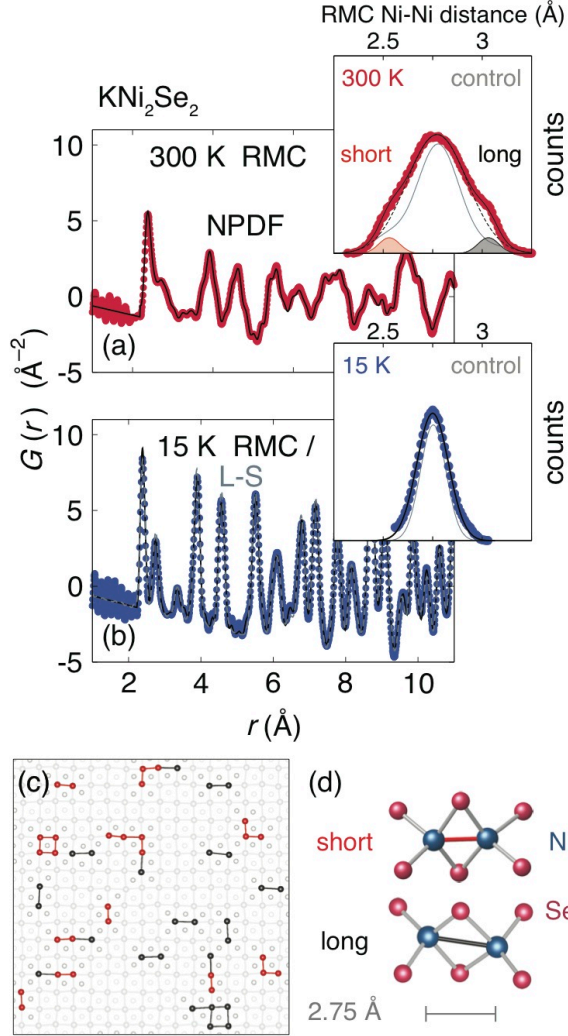 RMC Ni-Ni distance (Å)
2.5 3
KNi₂Se₂
300 K control
short long
counts
10
5
0
-5
300 K RMC
NPDF
(a)
2.5 3
15 K control
counts
G(r) (Å⁻²)
10
5
0
-5
15 K RMC /
L-S
(b)
2 4 6 8 10
r (Å)
(c)
(d)
short
N
Se
long
2.75 Å